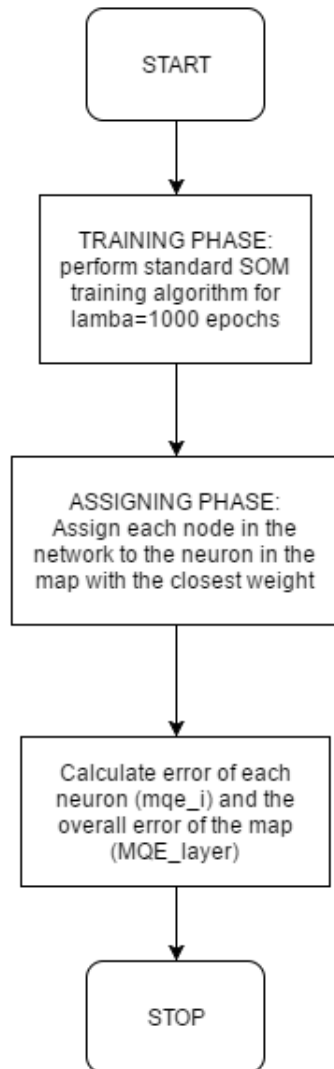 START
TRAINING PHASE:
perform standard SOM
training algorithm for
lamba=1000 epochs
ASSIGNING PHASE:
Assign each node in the
network to the neuron in the
map with the closest weight
Calculate error of each
neuron (mqe_i) and the
overall error of the map
(MQE_layer)
STOP